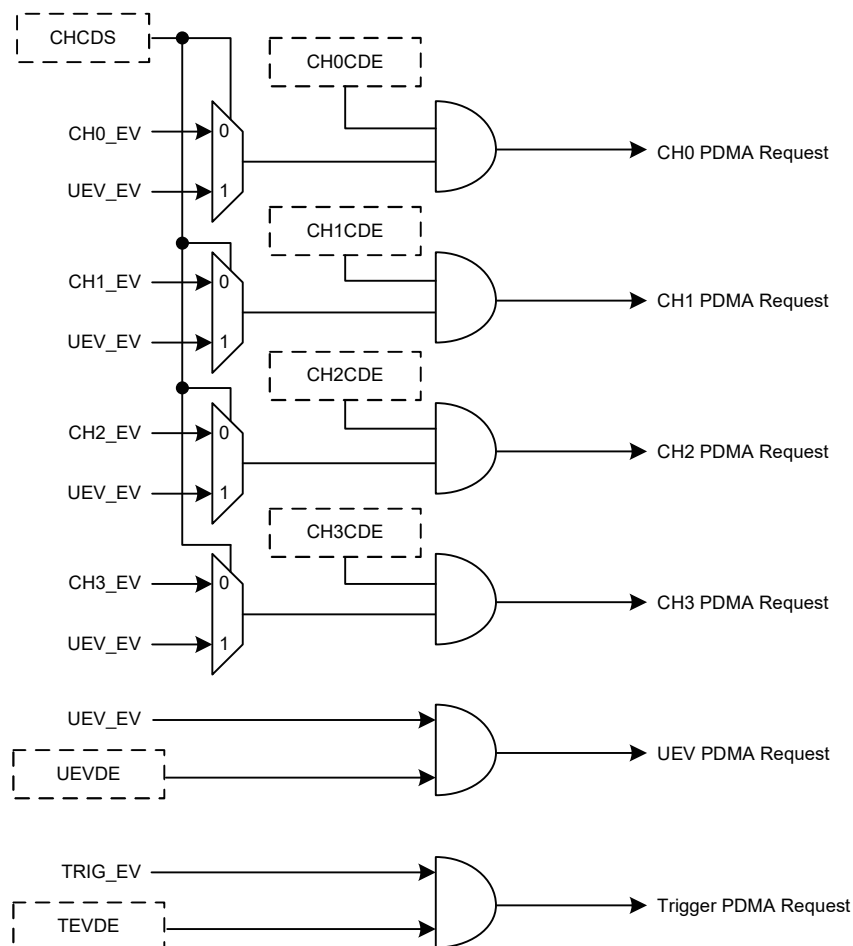 CHCDS
CH0CDE
CH0_EV
0
CH0 PDMA Request
UEV_EV
1
CH1CDE
CH1_EV
0
CH1 PDMA Request
UEV_EV
1
CH2CDE
CH2_EV
0
CH2 PDMA Request
UEV_EV
1
CH3CDE
CH3_EV
0
CH3 PDMA Request
UEV_EV
1
UEV_EV
UEV PDMA Request
UEVDE
TRIG_EV
Trigger PDMA Request
TEVDE